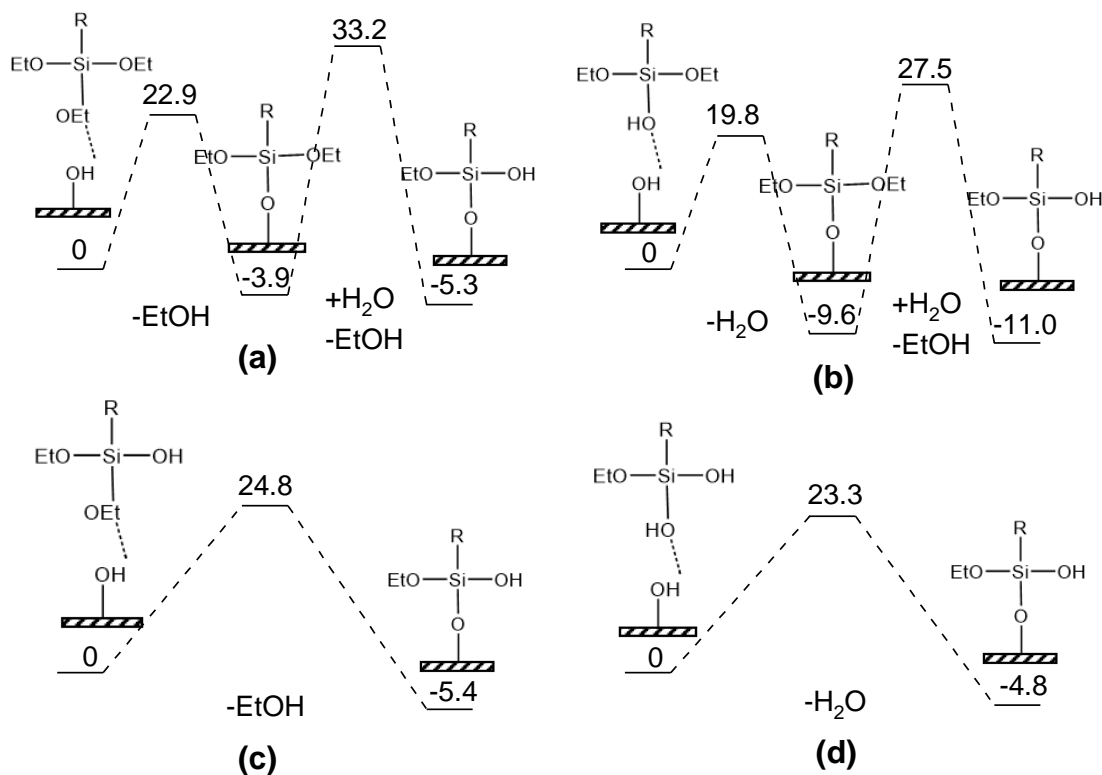 R
EtO Si OEt
OEt
OH
0
22.9
R
EtO Si OEt
O
-3.9
33.2
R
EtO Si OH
O
-5.3
-EtOH
+H₂O
-EtOH
(a)
R
EtO Si OEt
HO
OH
0
19.8
R
EtO Si OEt
O
-9.6
27.5
R
EtO Si OH
O
-11.0
-H₂O
+H₂O
-EtOH
(b)
R
EtO Si OH
OEt
OH
0
24.8
R
EtO Si OH
O
-5.4
-EtOH
(c)
R
EtO Si OH
HO
OH
0
23.3
R
EtO Si OH
O
-4.8
-H₂O
(d)